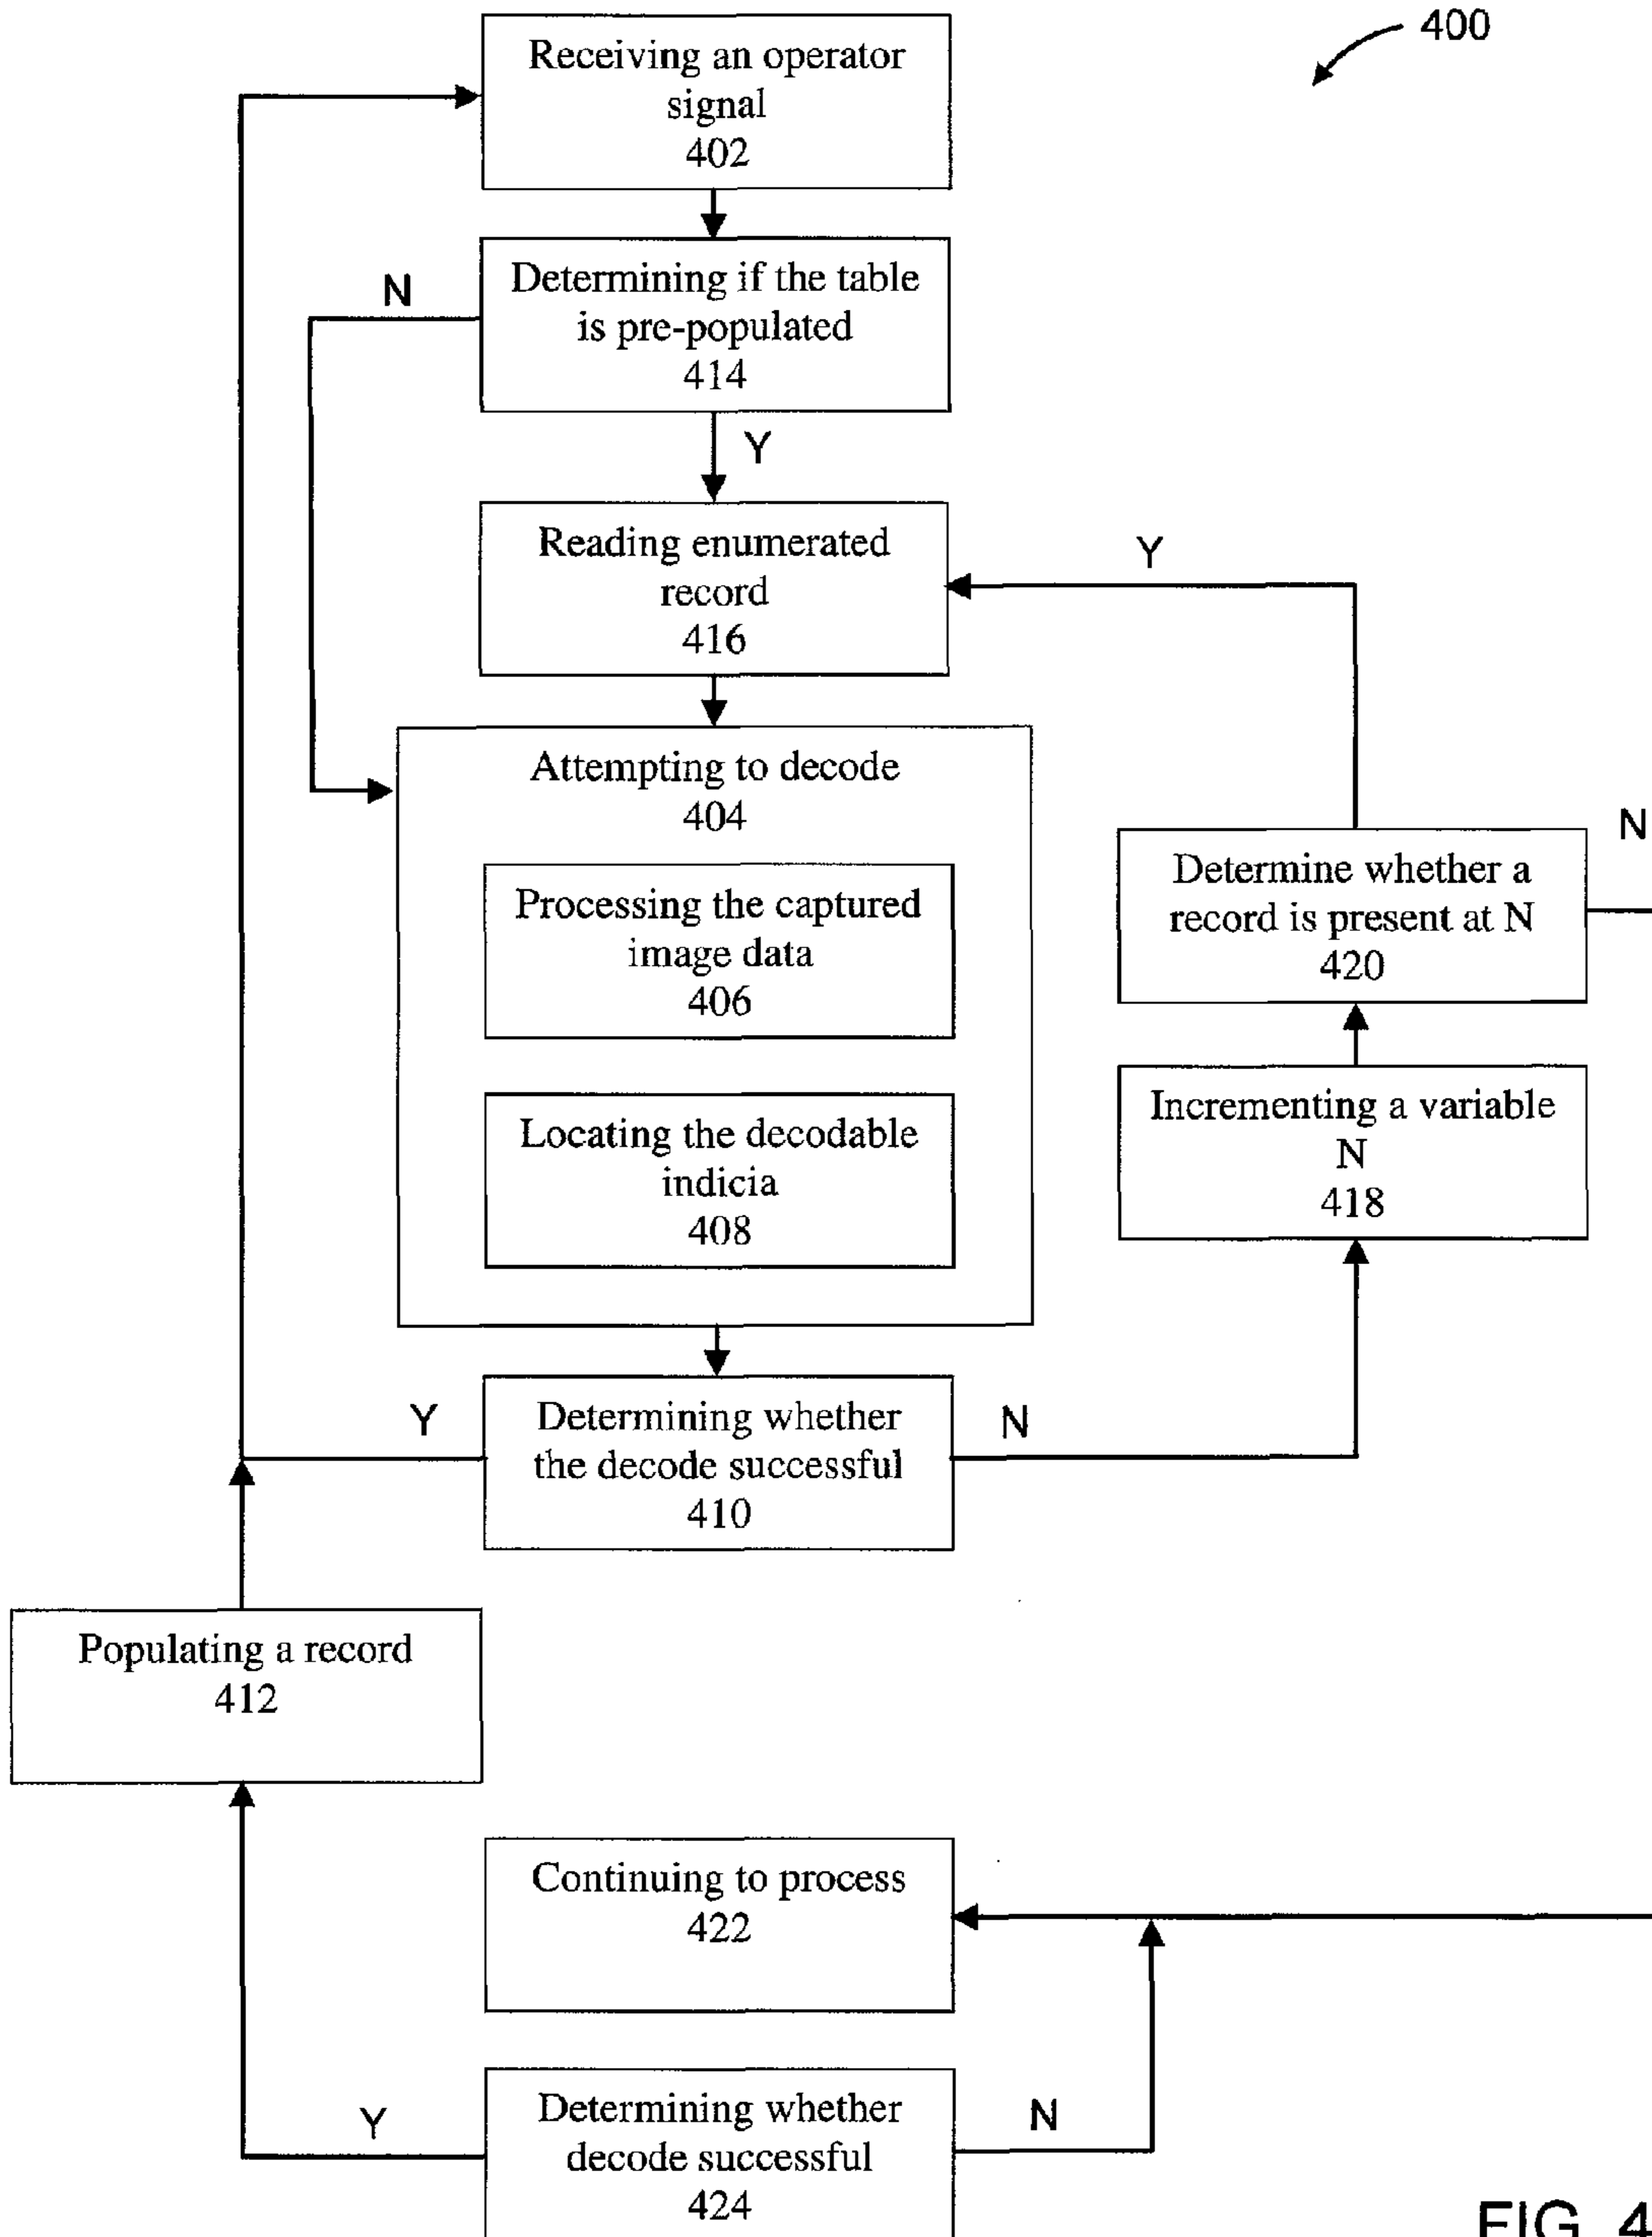 400
Receiving an operator
signal
402
N
Determining if the table
is pre-populated
414
Y
Reading enumerated
record
416
Y
Attempting to decode
404
Processing the captured
image data
406
Locating the decodable
indicia
408
N
Determine whether a
record is present at N
420
Incrementing a variable
N
418
Y
Determining whether
the decode successful
410
N
Populating a record
412
Continuing to process
422
Y
Determining whether
decode successful
424
N
FIG. 4